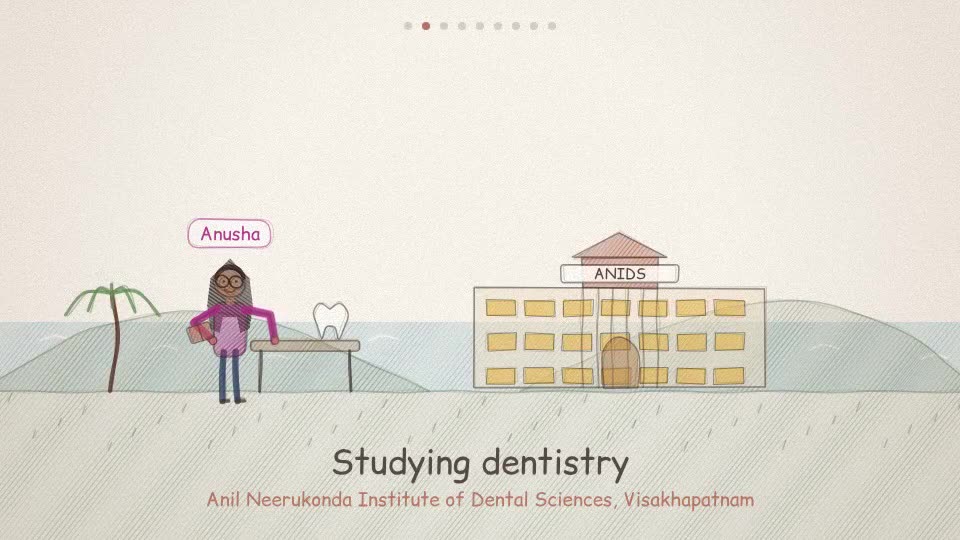 Anusha
ANIDS
Studying dentistry
Anil Neerukonda Institute of Dental Sciences, Visakhapatnam